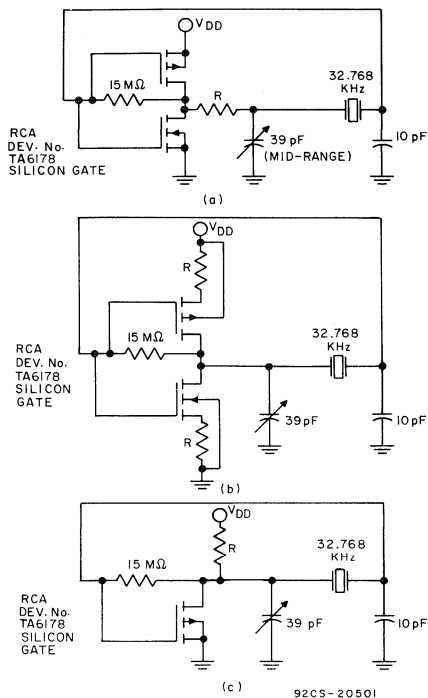 VDD
15 MΩ
R
32.768
KHz
RCA
DEV. No.
TA6178
SILICON GATE
39 pF
(MID-RANGE)
10 pF
(a)
VDD
R
15 MΩ
32.768
KHz
RCA
DEV. No.
TA6178
SILICON
GATE
39 pF
10 pF
R
(b)
VDD
R
15 MΩ
32.768
KHz
RCA
DEV. No.
TA6178
SILICON
GATE
39 pF
10 pF
(c)
92CS-20501